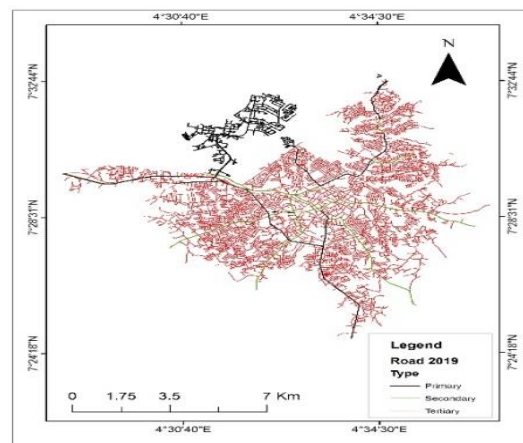 4°30'40"E 4°34'30"E
N
7°32'44"N 7°32'44"N
7°28'31"N 7°28'31"N
7°24'18"N 7°24'18"N
Legend
Road 2019
Type
Primary
Secondary
Tertiary
0 1.75 3.5 7 Km
4°30'40"E 4°34'30"E